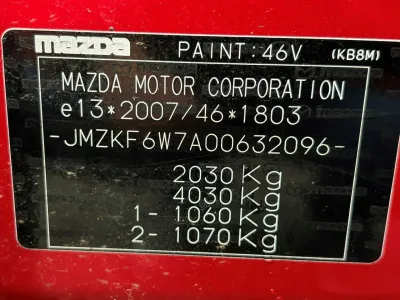 mazda PAINT:46V (KB8M)
MAZDA MOTOR CORPORATION
e13*2007/46*1803
-JMZKF6W7A00632096-
2030 Kg
4030 Kg
1- 1060 Kg
2- 1070 Kg